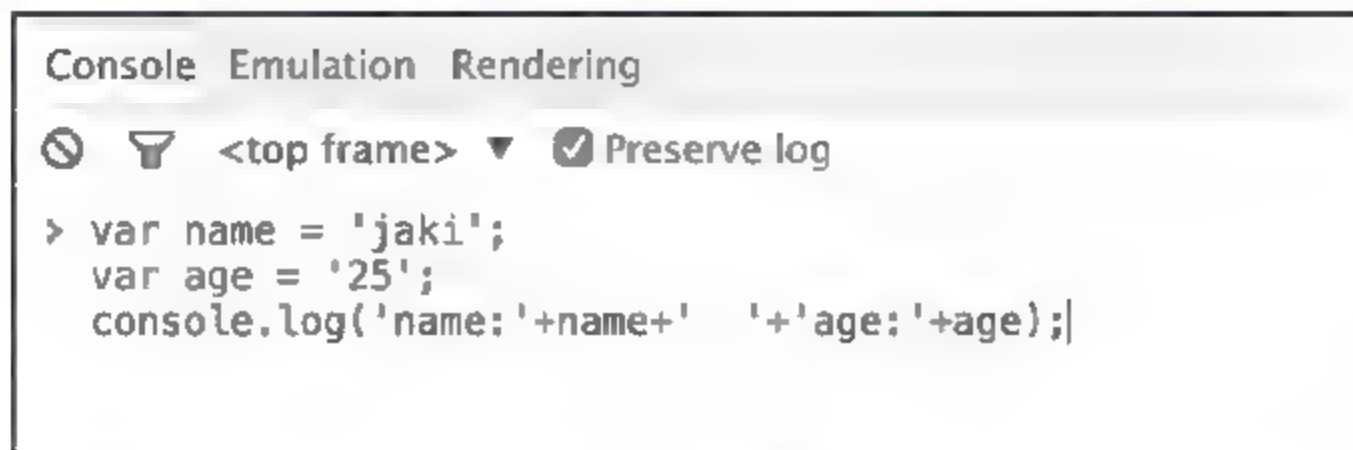 Console Emulation Rendering
<top frame> ▼ Preserve log
> var name = 'jaki';
var age = '25';
console.log('name:'+name+'  '+'age:'+age);